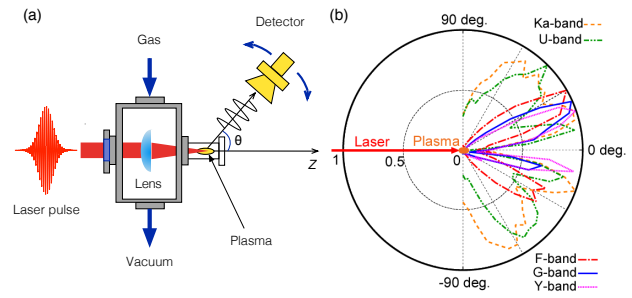 (a)
Gas
Detector
θ
Z
Lens
Laser pulse
Plasma
Vacuum
(b)
90 deg.
Ka-band
U-band
Laser
Plasma
1
0.5
0
0 deg.
-90 deg.
F-band
G-band
Y-band